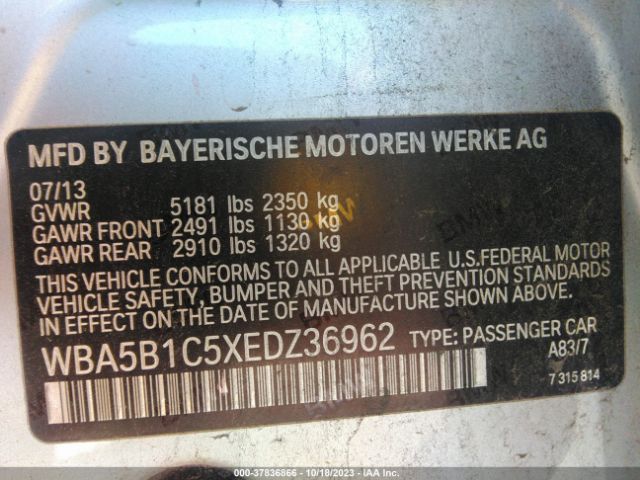 MFD BY BAYERISCHE MOTOREN WERKE AG
07/13
GVWR 5181 lbs 2350 kg
GAWR FRONT 2491 lbs 1130 kg
GAWR REAR 2910 lbs 1320 kg
THIS VEHICLE CONFORMS TO ALL APPLICABLE U.S.FEDERAL MOTOR
VEHICLE SAFETY, BUMPER AND THEFT PREVENTION STANDARDS
IN EFFECT ON THE DATE OF MANUFACTURE SHOWN ABOVE.
WBA5B1C5XEDZ36962 TYPE: PASSENGER CAR
A83/7
7 315 814
000-37836866 - 10/18/2023 - IAA Inc.